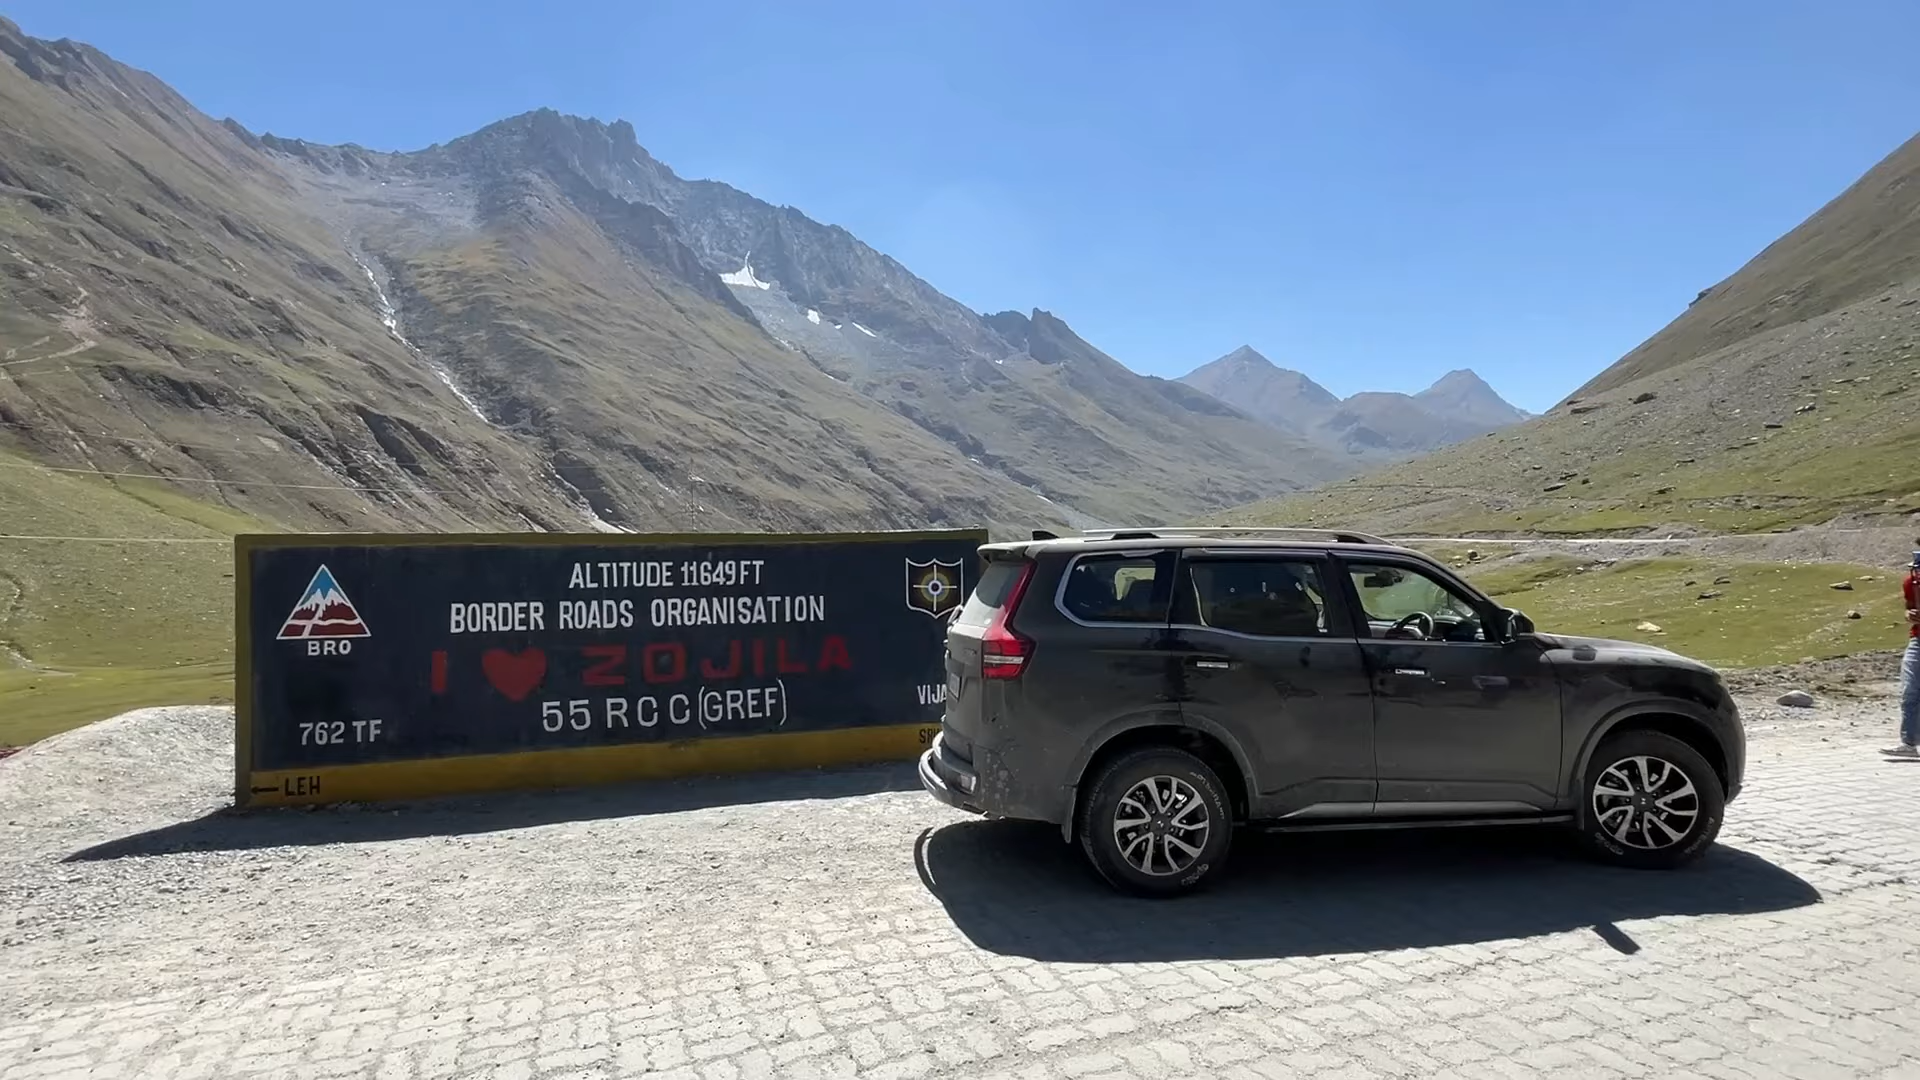 ALTITUDE 11649 FT
BORDER ROADS ORGANISATION
BRO
I ❤ ZOJILA
55 RCC (GREF)
762 TF
← LEH